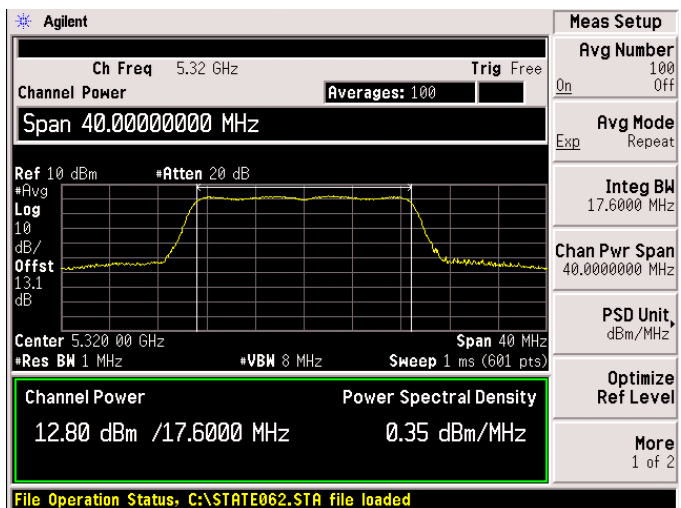 Agilent
Ch Freq 5.32 GHz Trig Free
Channel Power Averages: 100
Span 40.00000000 MHz
Ref 10 dBm #Atten 20 dB
#Avg
Log
10
dB/
Offst
13.1
dB
Center 5.320 00 GHz Span 40 MHz
#Res BW 1 MHz #VBW 8 MHz Sweep 1 ms (601 pts)
Channel Power Power Spectral Density
12.80 dBm /17.6000 MHz 0.35 dBm/MHz
File Operation Status, C:\STATE062.STA file loaded
Meas Setup
Avg Number
100
On Off
Avg Mode
Exp Repeat
Integ BW
17.6000 MHz
Chan Pwr Span
40.0000000 MHz
PSD Unit
dBm/MHz
Optimize
Ref Level
More
1 of 2